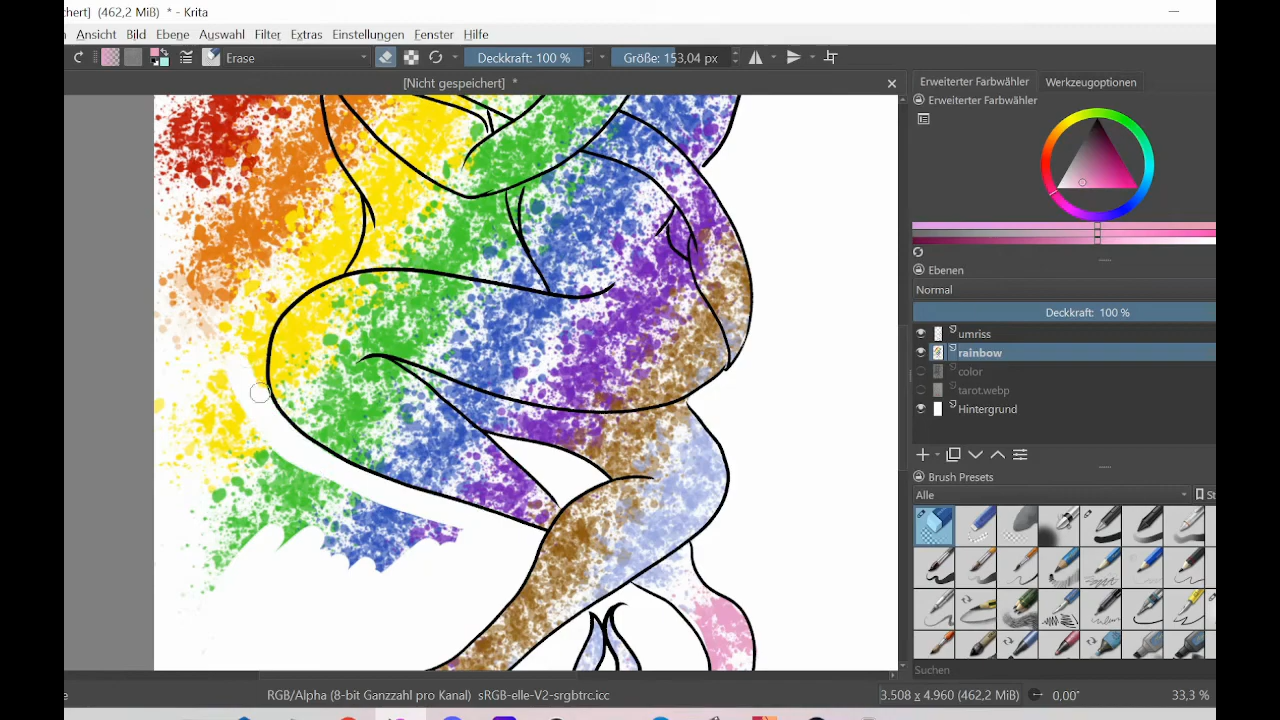 chert] (462,2 MiB) * - Krita
Ansicht Bild Ebene Auswahl Filter Extras Einstellungen Fenster Hilfe
Erase Deckkraft: 100 % Größe: 153,04 px
[Nicht gespeichert] *
Erweiterter Farbwähler Werkzeugoptionen
Erweiterter Farbwähler
Ebenen
Normal
Deckkraft: 100 %
umriss
rainbow
color
tarot.webp
Hintergrund
Brush Presets
Alle St
Suchen
RGB/Alpha (8-bit Ganzzahl pro Kanal) sRGB-elle-V2-srgbtrc.icc 3.508 x 4.960 (462,2 MiB) 0,00° 33,3 %